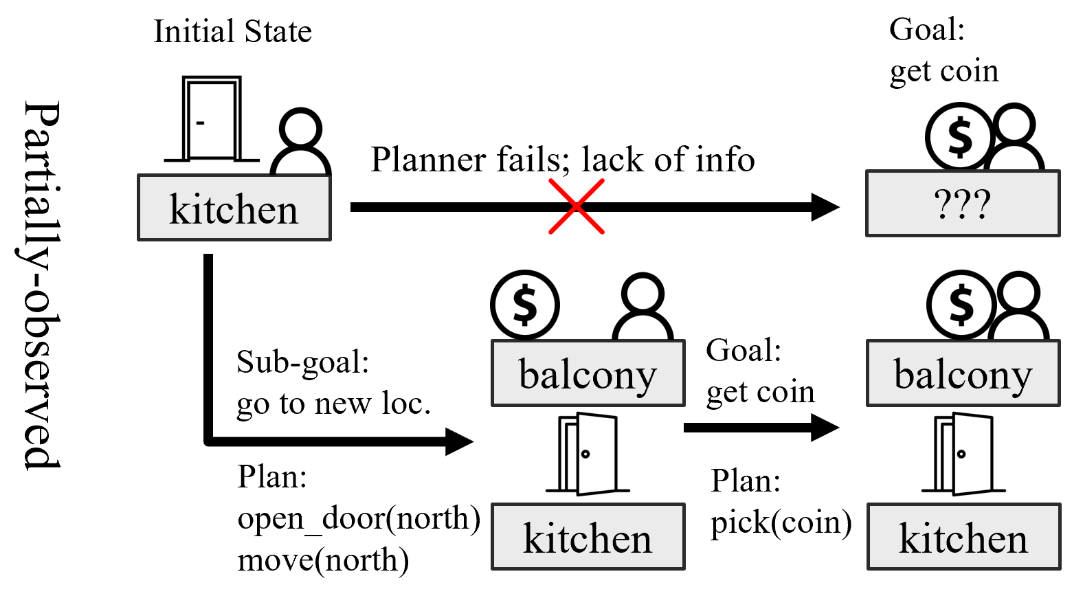 Partially-observed
Initial State
kitchen
Planner fails; lack of info
Goal:
get coin
$
???
Sub-goal:
go to new loc.
Plan:
open_door(north)
move(north)
$
balcony
kitchen
Goal:
get coin
Plan:
pick(coin)
$
balcony
kitchen